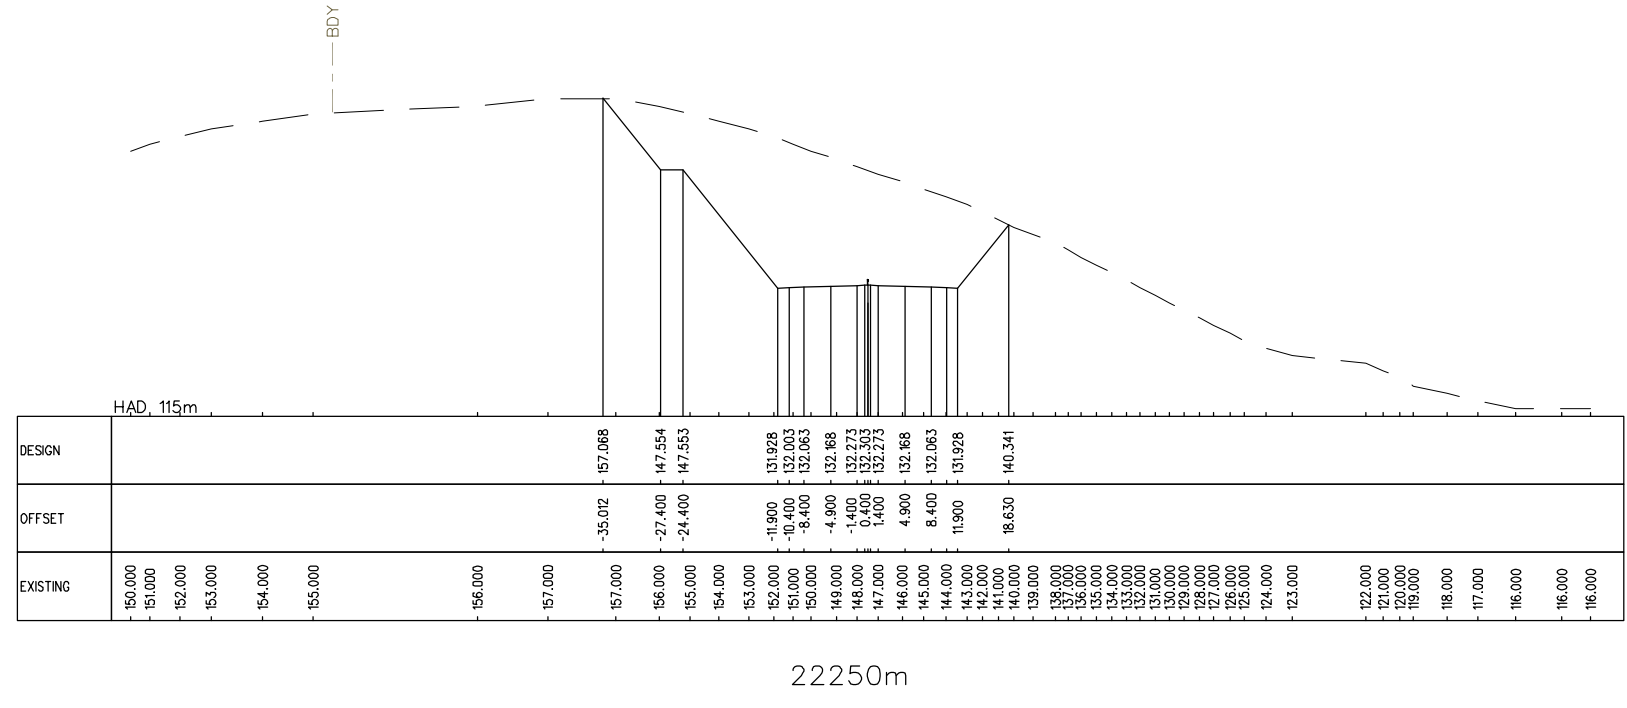 BDY
HAD 115m
DESIGN 157.068 147.554 147.553 131.928 132.003 132.063 132.168 132.273 132.303 132.273 132.168 132.063 131.928 140.341
OFFSET -35.012 -27.400 -24.400 -11.900 -10.400 -8.400 -4.900 -1.400 0.400 1.400 4.900 8.400 11.900 18.630
EXISTING 150.000 151.000 152.000 153.000 154.000 155.000 156.000 157.000 157.000 156.000 155.000 154.000 153.000 152.000 151.000 150.000 149.000 148.000 147.000 146.000 145.000 144.000 143.000 142.000 141.000 140.000 139.000 138.000 137.000 136.000 135.000 134.000 133.000 132.000 131.000 130.000 129.000 128.000 127.000 126.000 125.000 124.000 123.000 122.000 121.000 120.000 119.000 118.000 117.000 116.000 116.000 116.000
22250m